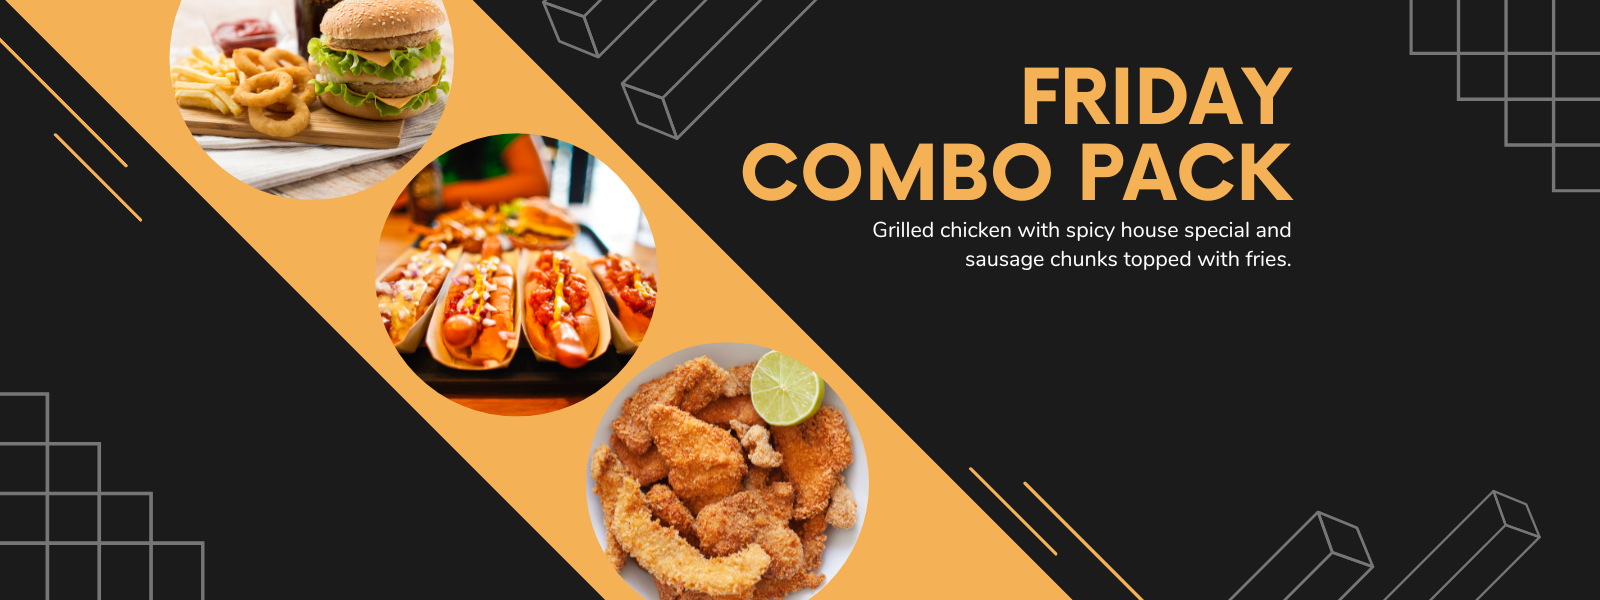 FRIDAY
COMBO PACK
Grilled chicken with spicy house special and
sausage chunks topped with fries.